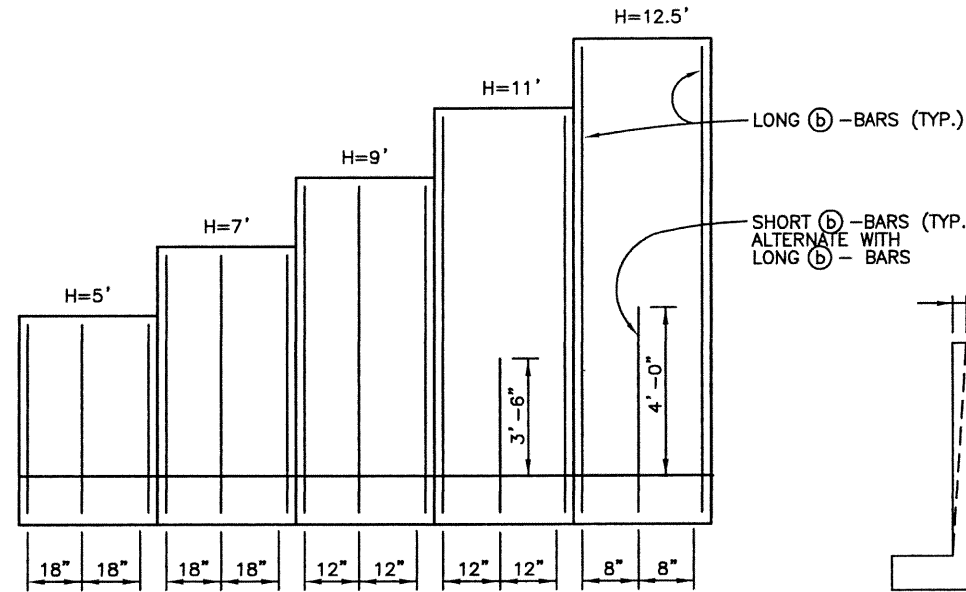 H=12.5'
H=11'
H=9'
H=7'
H=5'
LONG ⓑ -BARS (TYP.)
SHORT ⓑ -BARS (TYP.
ALTERNATE WITH
LONG ⓑ - BARS
3'-6"
4'-0"
18" 18" 18" 18" 12" 12" 12" 12" 8" 8"